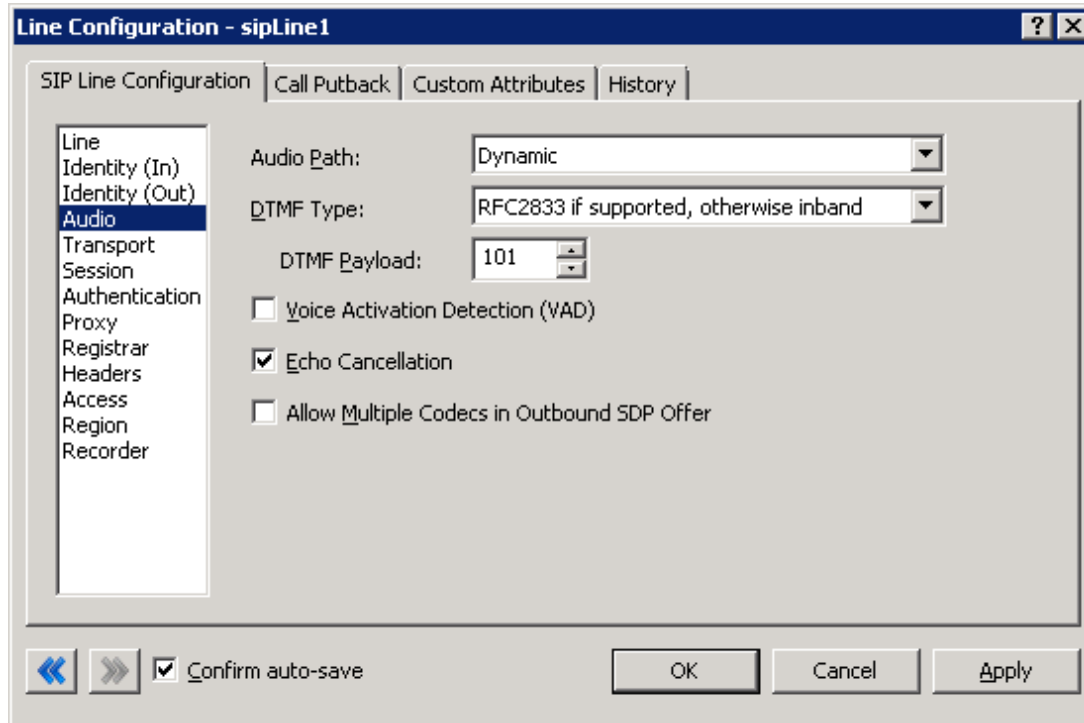 Line Configuration - sipLine1
SIP Line Configuration
Call Putback
Custom Attributes
History
Line
Identity (In)
Identity (Out)
Audio
Transport
Session
Authentication
Proxy
Registrar
Headers
Access
Region
Recorder
Audio Path:
Dynamic
DTMF Type:
RFC2833 if supported, otherwise inband
DTMF Payload:
101
Voice Activation Detection (VAD)
Echo Cancellation
Allow Multiple Codecs in Outbound SDP Offer
Confirm auto-save
OK
Cancel
Apply